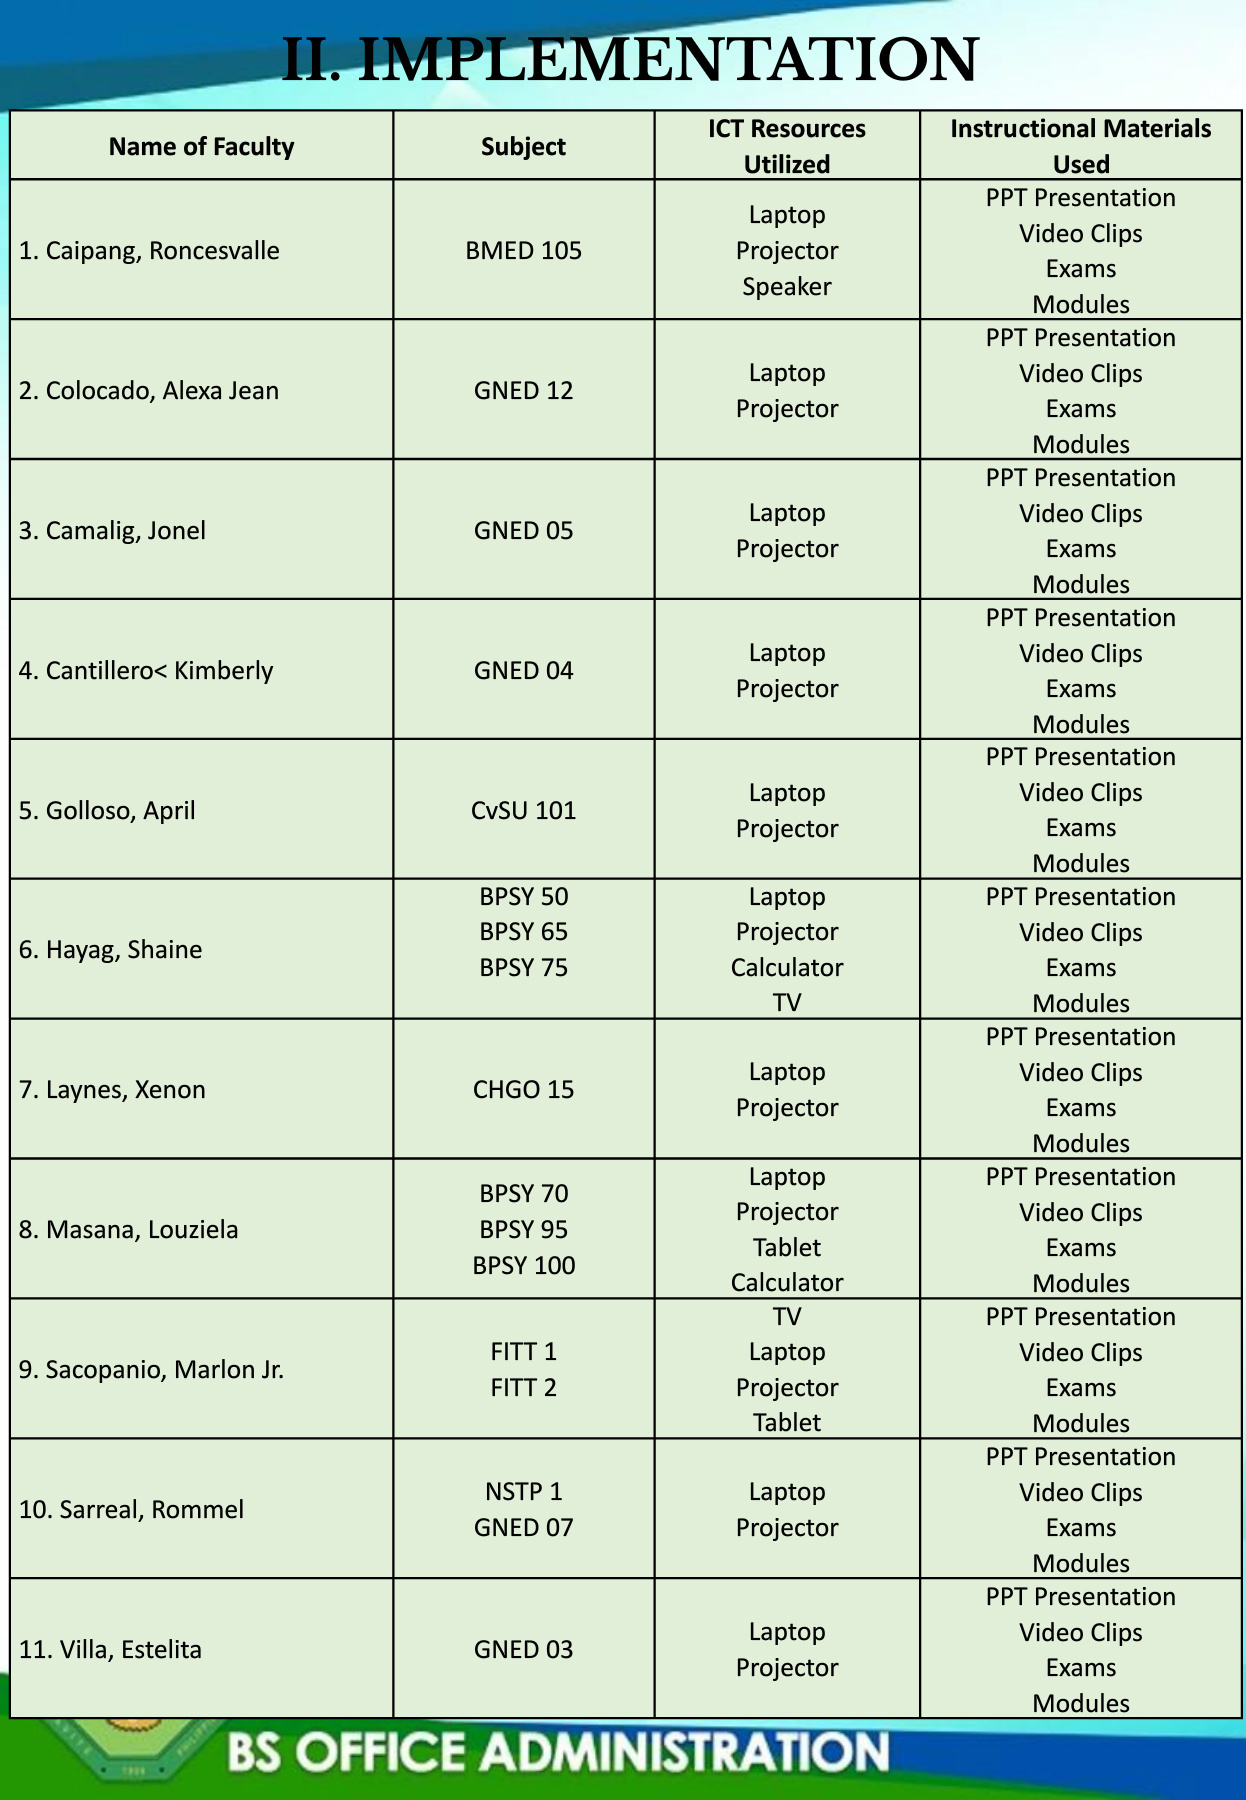 II. IMPLEMENTATION
Name of Faculty
Subject
ICT Resources
Utilized
Instructional Materials
Used
1. Caipang, Roncesvalle
BMED 105
Laptop
Projector
Speaker
PPT Presentation
Video Clips
Exams
Modules
2. Colocado, Alexa Jean
GNED 12
Laptop
Projector
PPT Presentation
Video Clips
Exams
Modules
3. Camalig, Jonel
GNED 05
Laptop
Projector
PPT Presentation
Video Clips
Exams
Modules
4. Cantillero< Kimberly
GNED 04
Laptop
Projector
PPT Presentation
Video Clips
Exams
Modules
5. Golloso, April
CvSU 101
Laptop
Projector
PPT Presentation
Video Clips
Exams
Modules
6. Hayag, Shaine
BPSY 50
BPSY 65
BPSY 75
Laptop
Projector
Calculator
TV
PPT Presentation
Video Clips
Exams
Modules
7. Laynes, Xenon
CHGO 15
Laptop
Projector
PPT Presentation
Video Clips
Exams
Modules
8. Masana, Louziela
BPSY 70
BPSY 95
BPSY 100
Laptop
Projector
Tablet
Calculator
PPT Presentation
Video Clips
Exams
Modules
9. Sacopanio, Marlon Jr.
FITT 1
FITT 2
TV
Laptop
Projector
Tablet
PPT Presentation
Video Clips
Exams
Modules
10. Sarreal, Rommel
NSTP 1
GNED 07
Laptop
Projector
PPT Presentation
Video Clips
Exams
Modules
11. Villa, Estelita
GNED 03
Laptop
Projector
PPT Presentation
Video Clips
Exams
Modules
BS OFFICE ADMINISTRATION